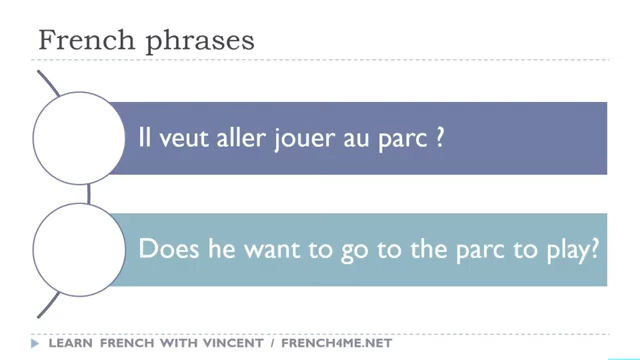 French phrases
Il veut aller jouer au parc ?
Does he want to go to the parc to play?
LEARN FRENCH WITH VINCENT / FRENCH4ME.NET